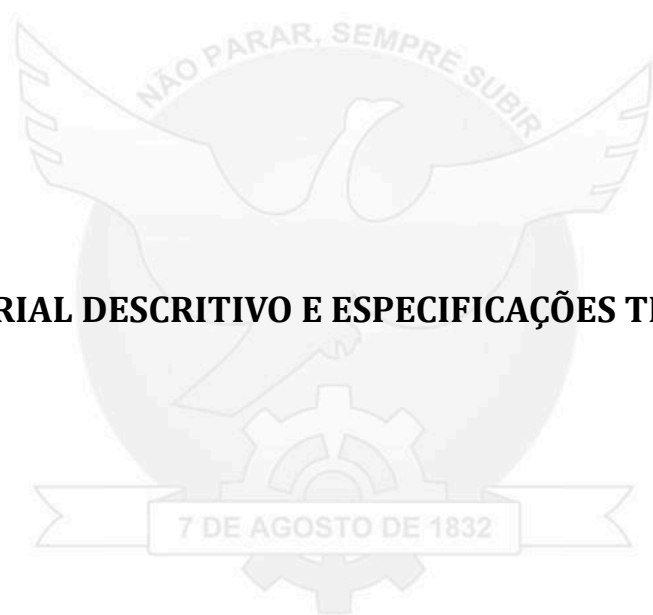 NÃO PARAR, SEMPRE SUBIR
RIAL DESCRITIVO E ESPECIFICAÇÕES
7 DE AGOSTO DE 1832